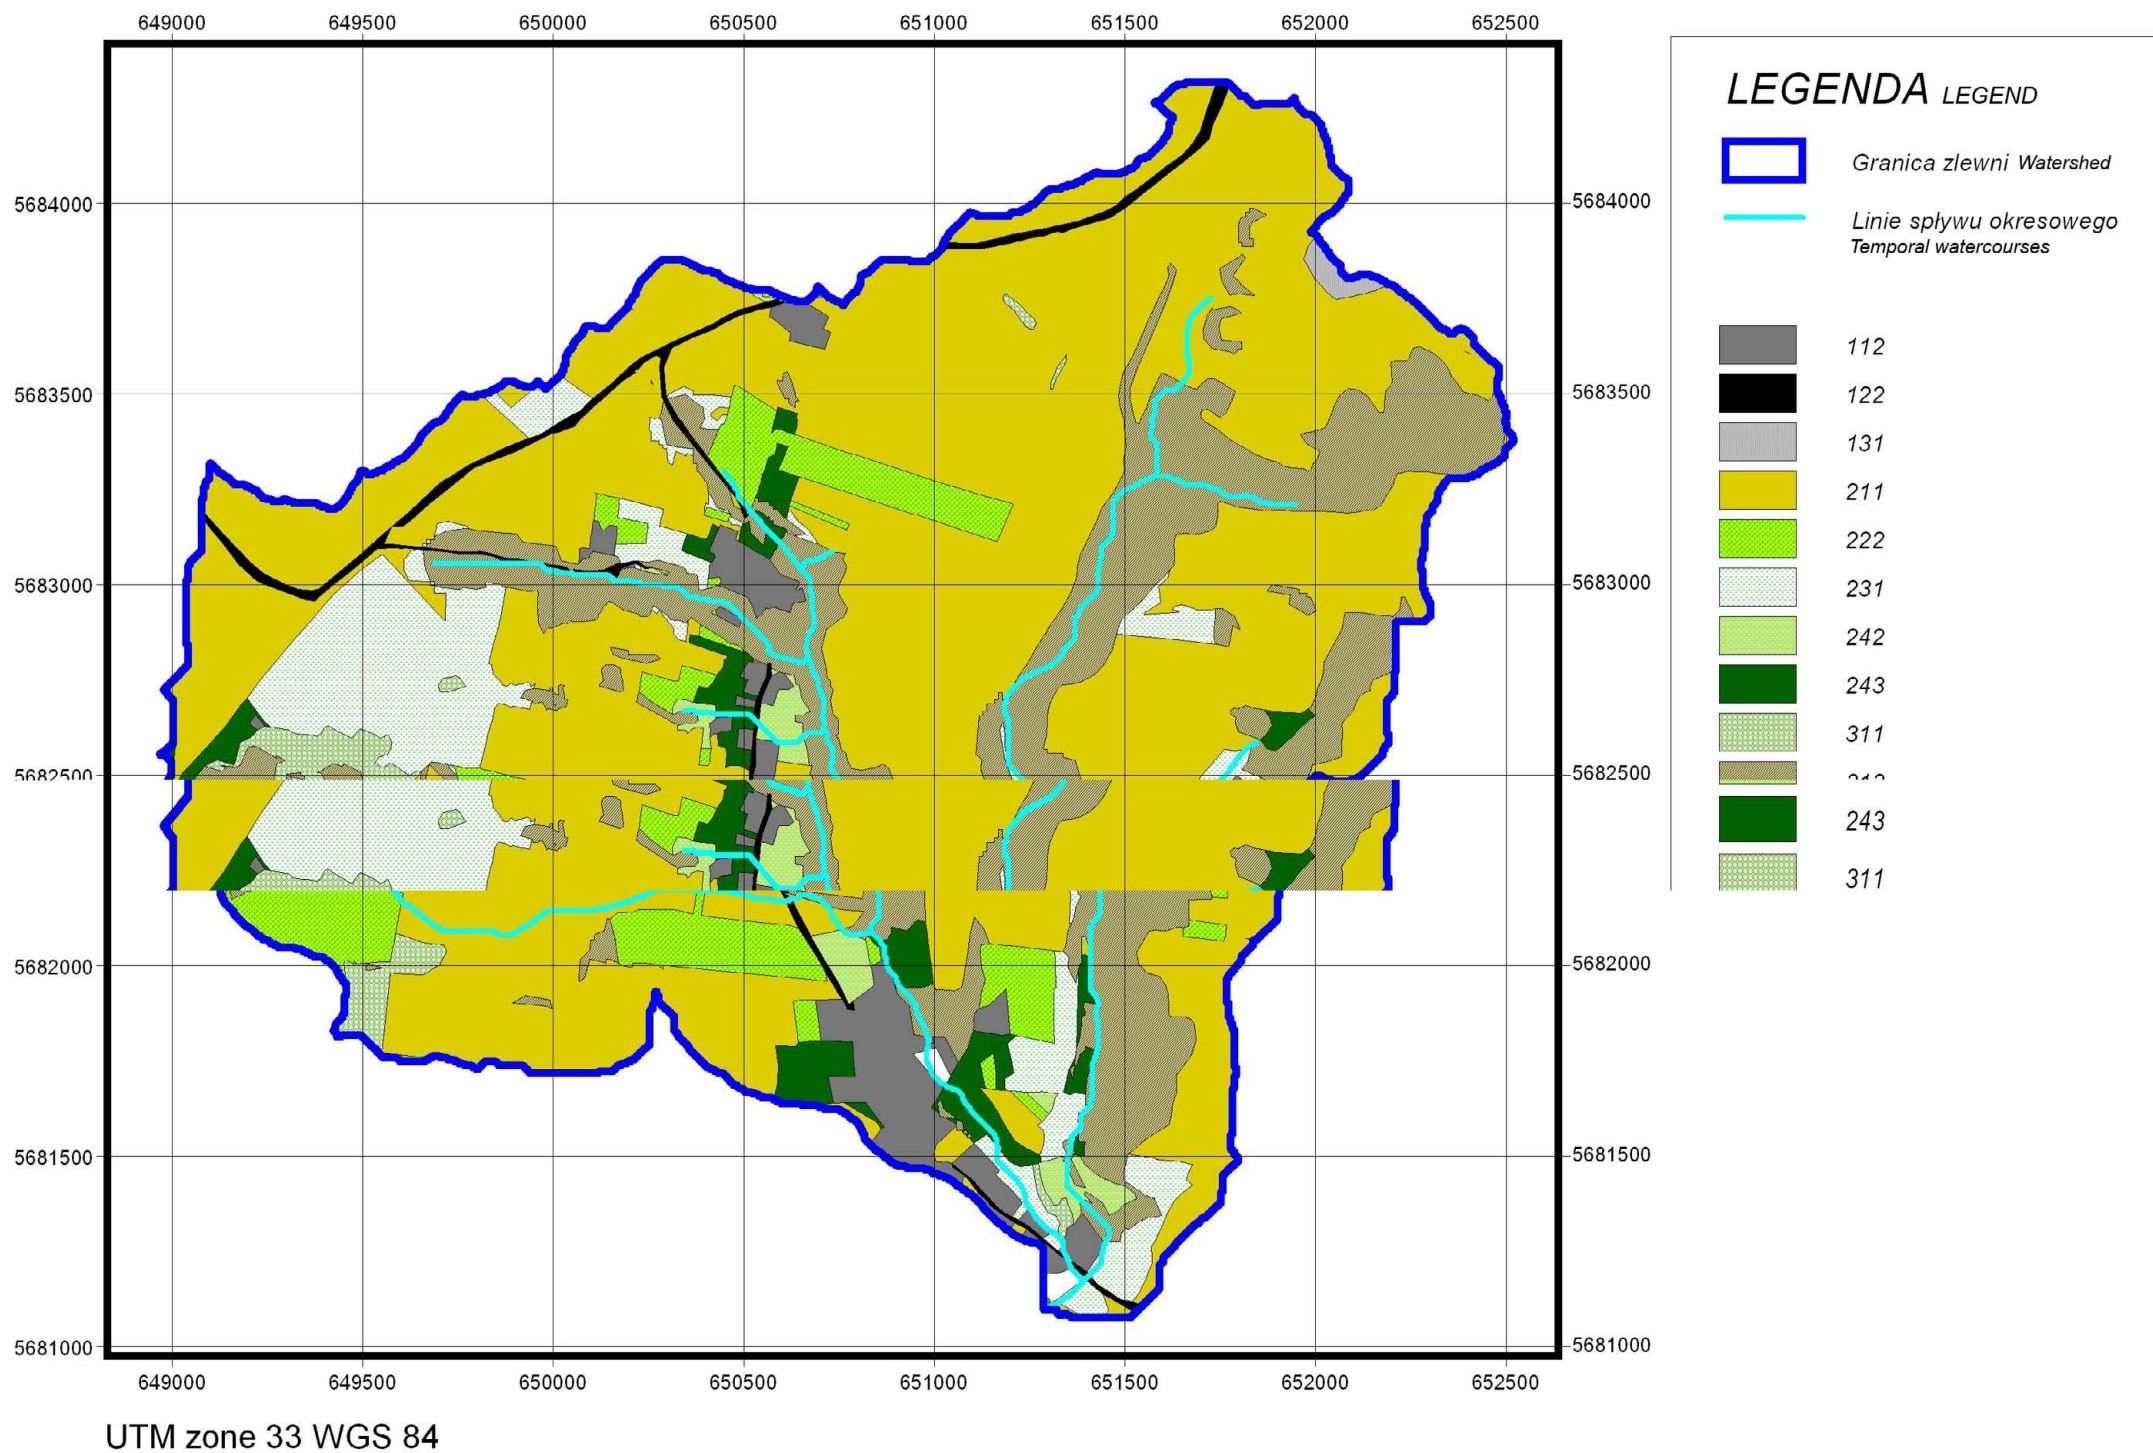 649000 649500 650000 650500 651000 651500 652000 652500
LEGENDA LEGEND
Granica zlewni Watershed
Linie spływu okresowego
Temporal watercourses
5684000 5684000
112
5683500 5683500
122
131
211
222
5683000 5683000
231
242
243
311
5682500 5682500
243
311
5682000 5682000
5681500 5681500
5681000 5681000
649000 649500 650000 650500 651000 651500 652000 652500
UTM zone 33 WGS 84